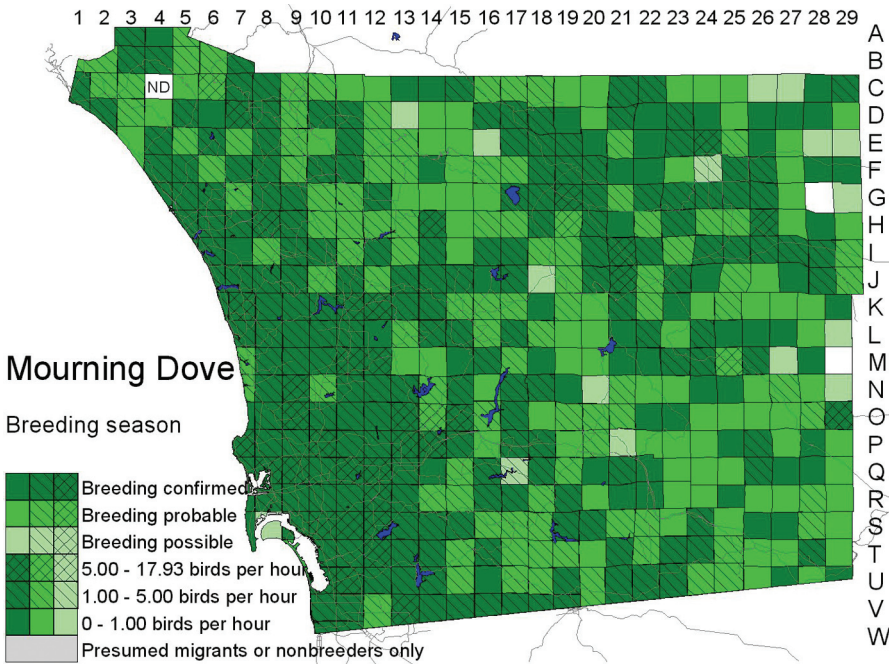 1 2 3 4 5 6 7 8 9 10 11 12 13 14 15 16 17 18 19 20 21 22 23 24 25 26 27 28 29
A
B
C
ND
D
E
F
G
H
I
J
K
L
M
N
O
P
Q
R
S
T
U
V
W
Mourning Dove
Breeding season
Breeding confirmed
Breeding probable
Breeding possible
5.00 - 17.93 birds per hour
1.00 - 5.00 birds per hour
0 - 1.00 birds per hour
Presumed migrants or nonbreeders only